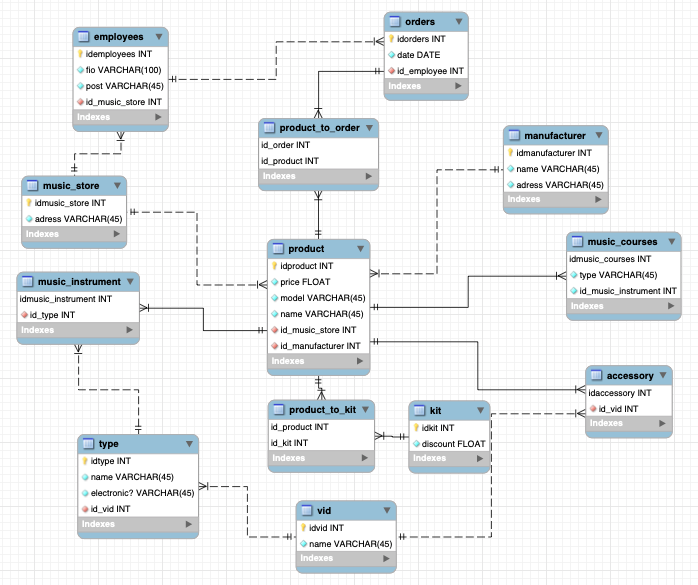 employees
idemployees INT
fio VARCHAR(100)
post VARCHAR(45)
id_music_store INT
Indexes
orders
idorders INT
date DATE
id_employee INT
Indexes
product_to_order
id_order INT
id_product INT
Indexes
manufacturer
idmanufacturer INT
name VARCHAR(45)
adress VARCHAR(45)
Indexes
music_store
idmusic_store INT
adress VARCHAR(45)
Indexes
product
idproduct INT
price FLOAT
model VARCHAR(45)
name VARCHAR(45)
id_music_store INT
id_manufacturer INT
Indexes
music_courses
idmusic_courses INT
type VARCHAR(45)
id_music_instrument INT
Indexes
music_instrument
idmusic_instrument INT
id_type INT
Indexes
accessory
idaccessory INT
id_vid INT
Indexes
product_to_kit
id_product INT
id_kit INT
Indexes
kit
idkit INT
discount FLOAT
Indexes
type
idtype INT
name VARCHAR(45)
electronic? VARCHAR(45)
id_vid INT
Indexes
vid
idvid INT
name VARCHAR(45)
Indexes